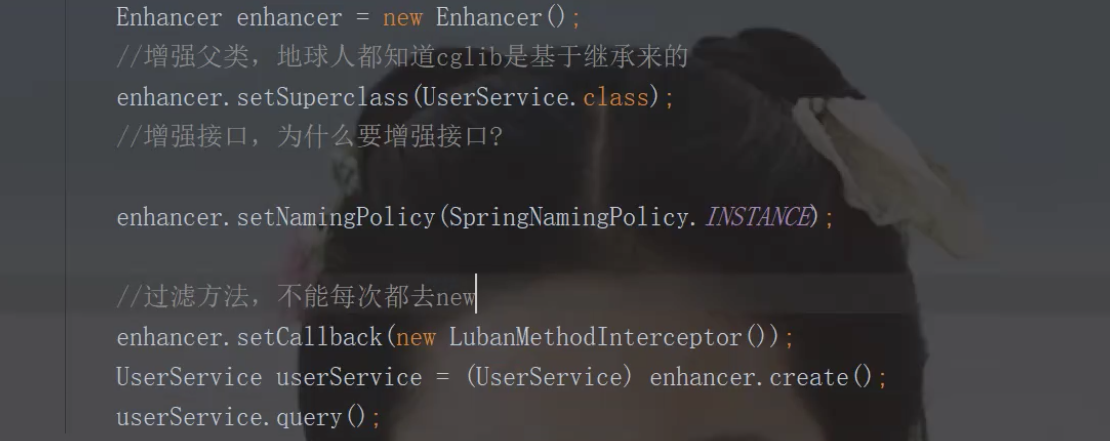 Enhancer enhancer = new Enhancer();
//增强父类，地球人都知道cglib是基于继承来的
enhancer.setSuperclass(UserService.class);
//增强接口，为什么要增强接口?
enhancer.setNamingPolicy(SpringNamingPolicy.INSTANCE);
//过滤方法，不能每次都去new
enhancer.setCallback(new LubanMethodInterceptor());
UserService userService = (UserService) enhancer.create();
userService.query();